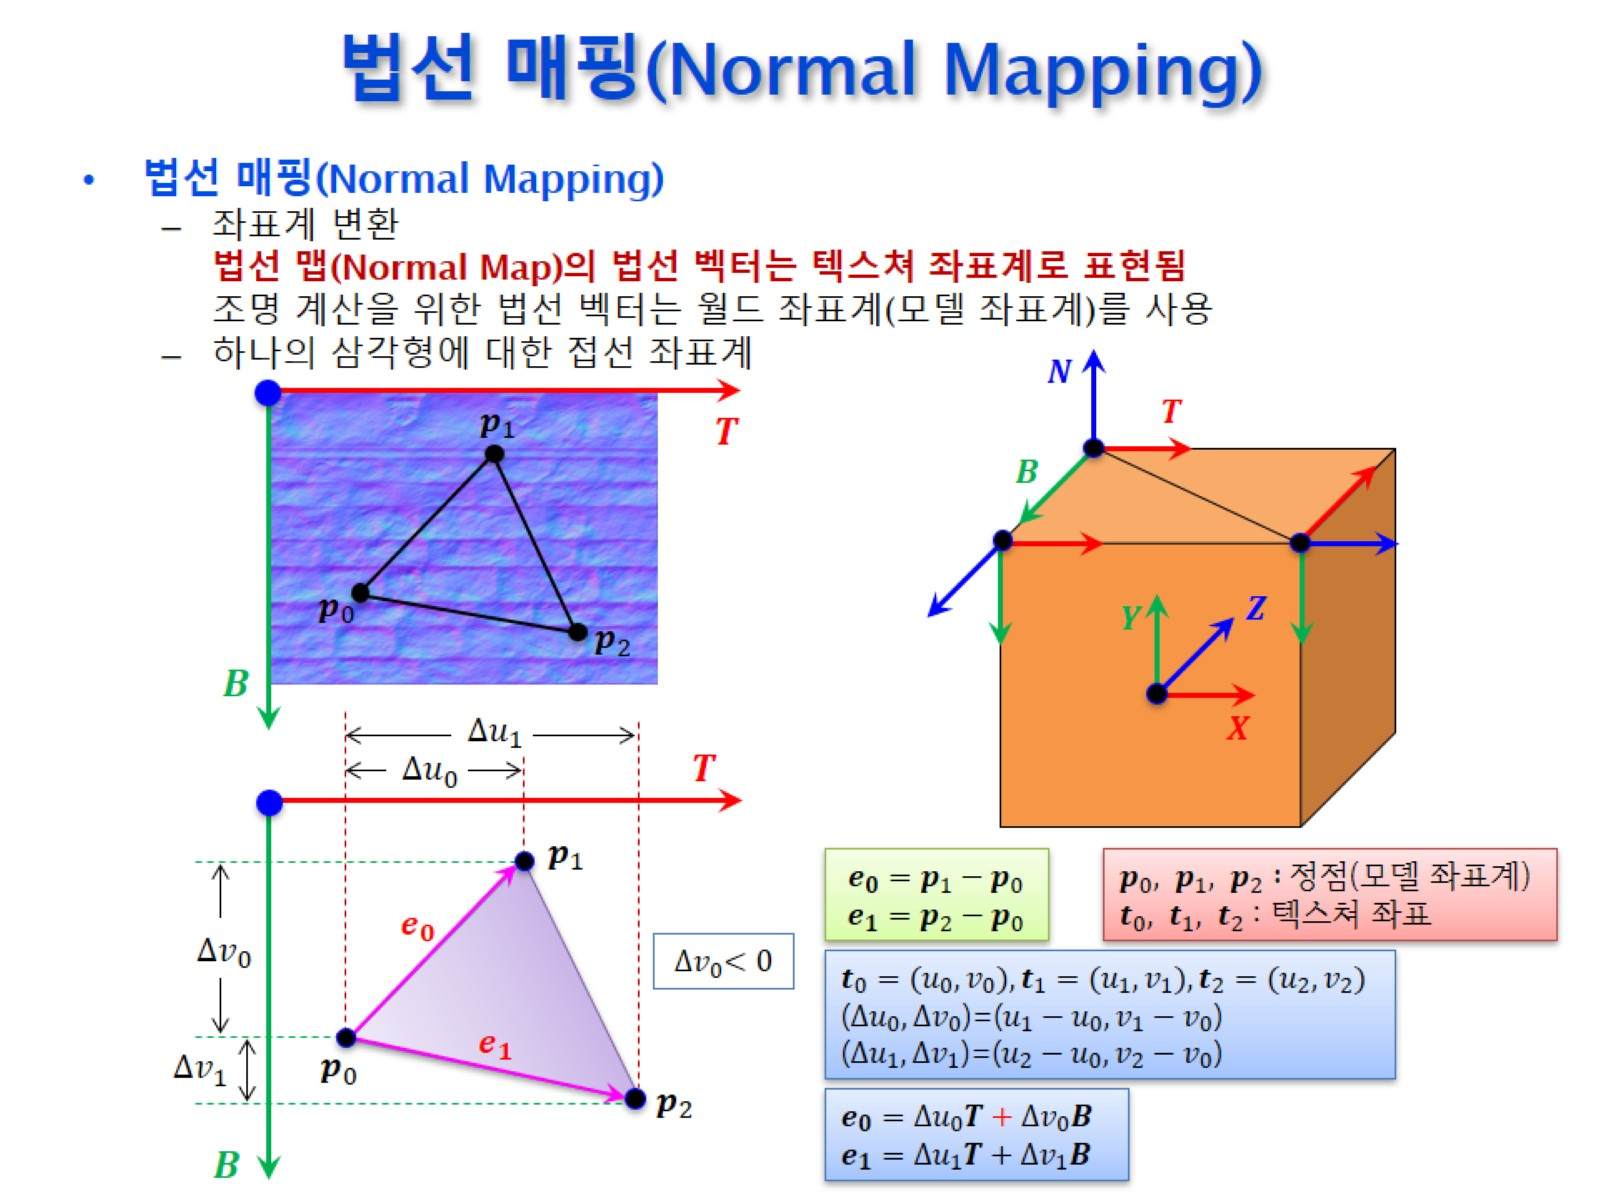 법선 매핑(Normal Mapping)
• 법선 매핑(Normal Mapping)
– 좌표계 변환
법선 맵(Normal Map)의 법선 벡터는 텍스쳐 좌표계로 표현됨
조명 계산을 위한 법선 벡터는 월드 좌표계(모델 좌표계)를 사용
– 하나의 삼각형에 대한 접선 좌표계
T
p₁
p₀
p₂
B
N
T
B
Y
Z
X
Δu₁
Δu₀
T
p₁
Δv₀
e₀
Δv₀< 0
e₁
p₀
Δv₁
p₂
B
e₀ = p₁ − p₀
e₁ = p₂ − p₀
p₀, p₁, p₂ : 정점(모델 좌표계)
t₀, t₁, t₂ : 텍스쳐 좌표
t₀ = (u₀, v₀), t₁ = (u₁, v₁), t₂ = (u₂, v₂)
(Δu₀, Δv₀)=(u₁ − u₀, v₁ − v₀)
(Δu₁, Δv₁)=(u₂ − u₀, v₂ − v₀)
e₀ = Δu₀T + Δv₀B
e₁ = Δu₁T + Δv₁B